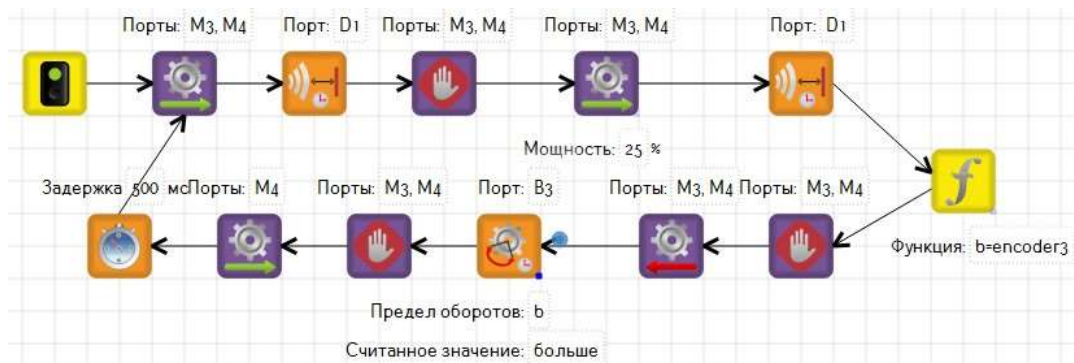 Порты: M3, M4 Порт: D1 Порты: M3, M4 Порты: M3, M4 Порт: D1
Мощность: 25 %
Задержка 500 мс Порты: M4 Порты: M3, M4 Порт: B3 Порты: M3, M4 Порты: M3, M4
Функция: b=encoder3
Предел оборотов: b
Считанное значение: больше